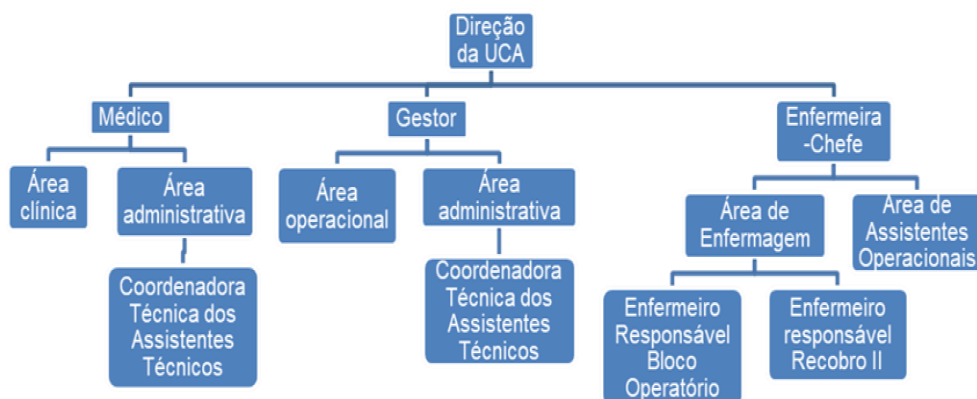 Direção
da UCA
Médico
Gestor
Enfermeira
-Chefe
Área
clínica
Área
administrativa
Área
operacional
Área
administrativa
Área de
Enfermagem
Área de
Assistentes
Operacionais
Coordenadora
Técnica dos
Assistentes
Técnicos
Coordenadora
Técnica dos
Assistentes
Técnicos
Enfermeiro
Responsável
Bloco
Operatório
Enfermeiro
responsável
Recobro II